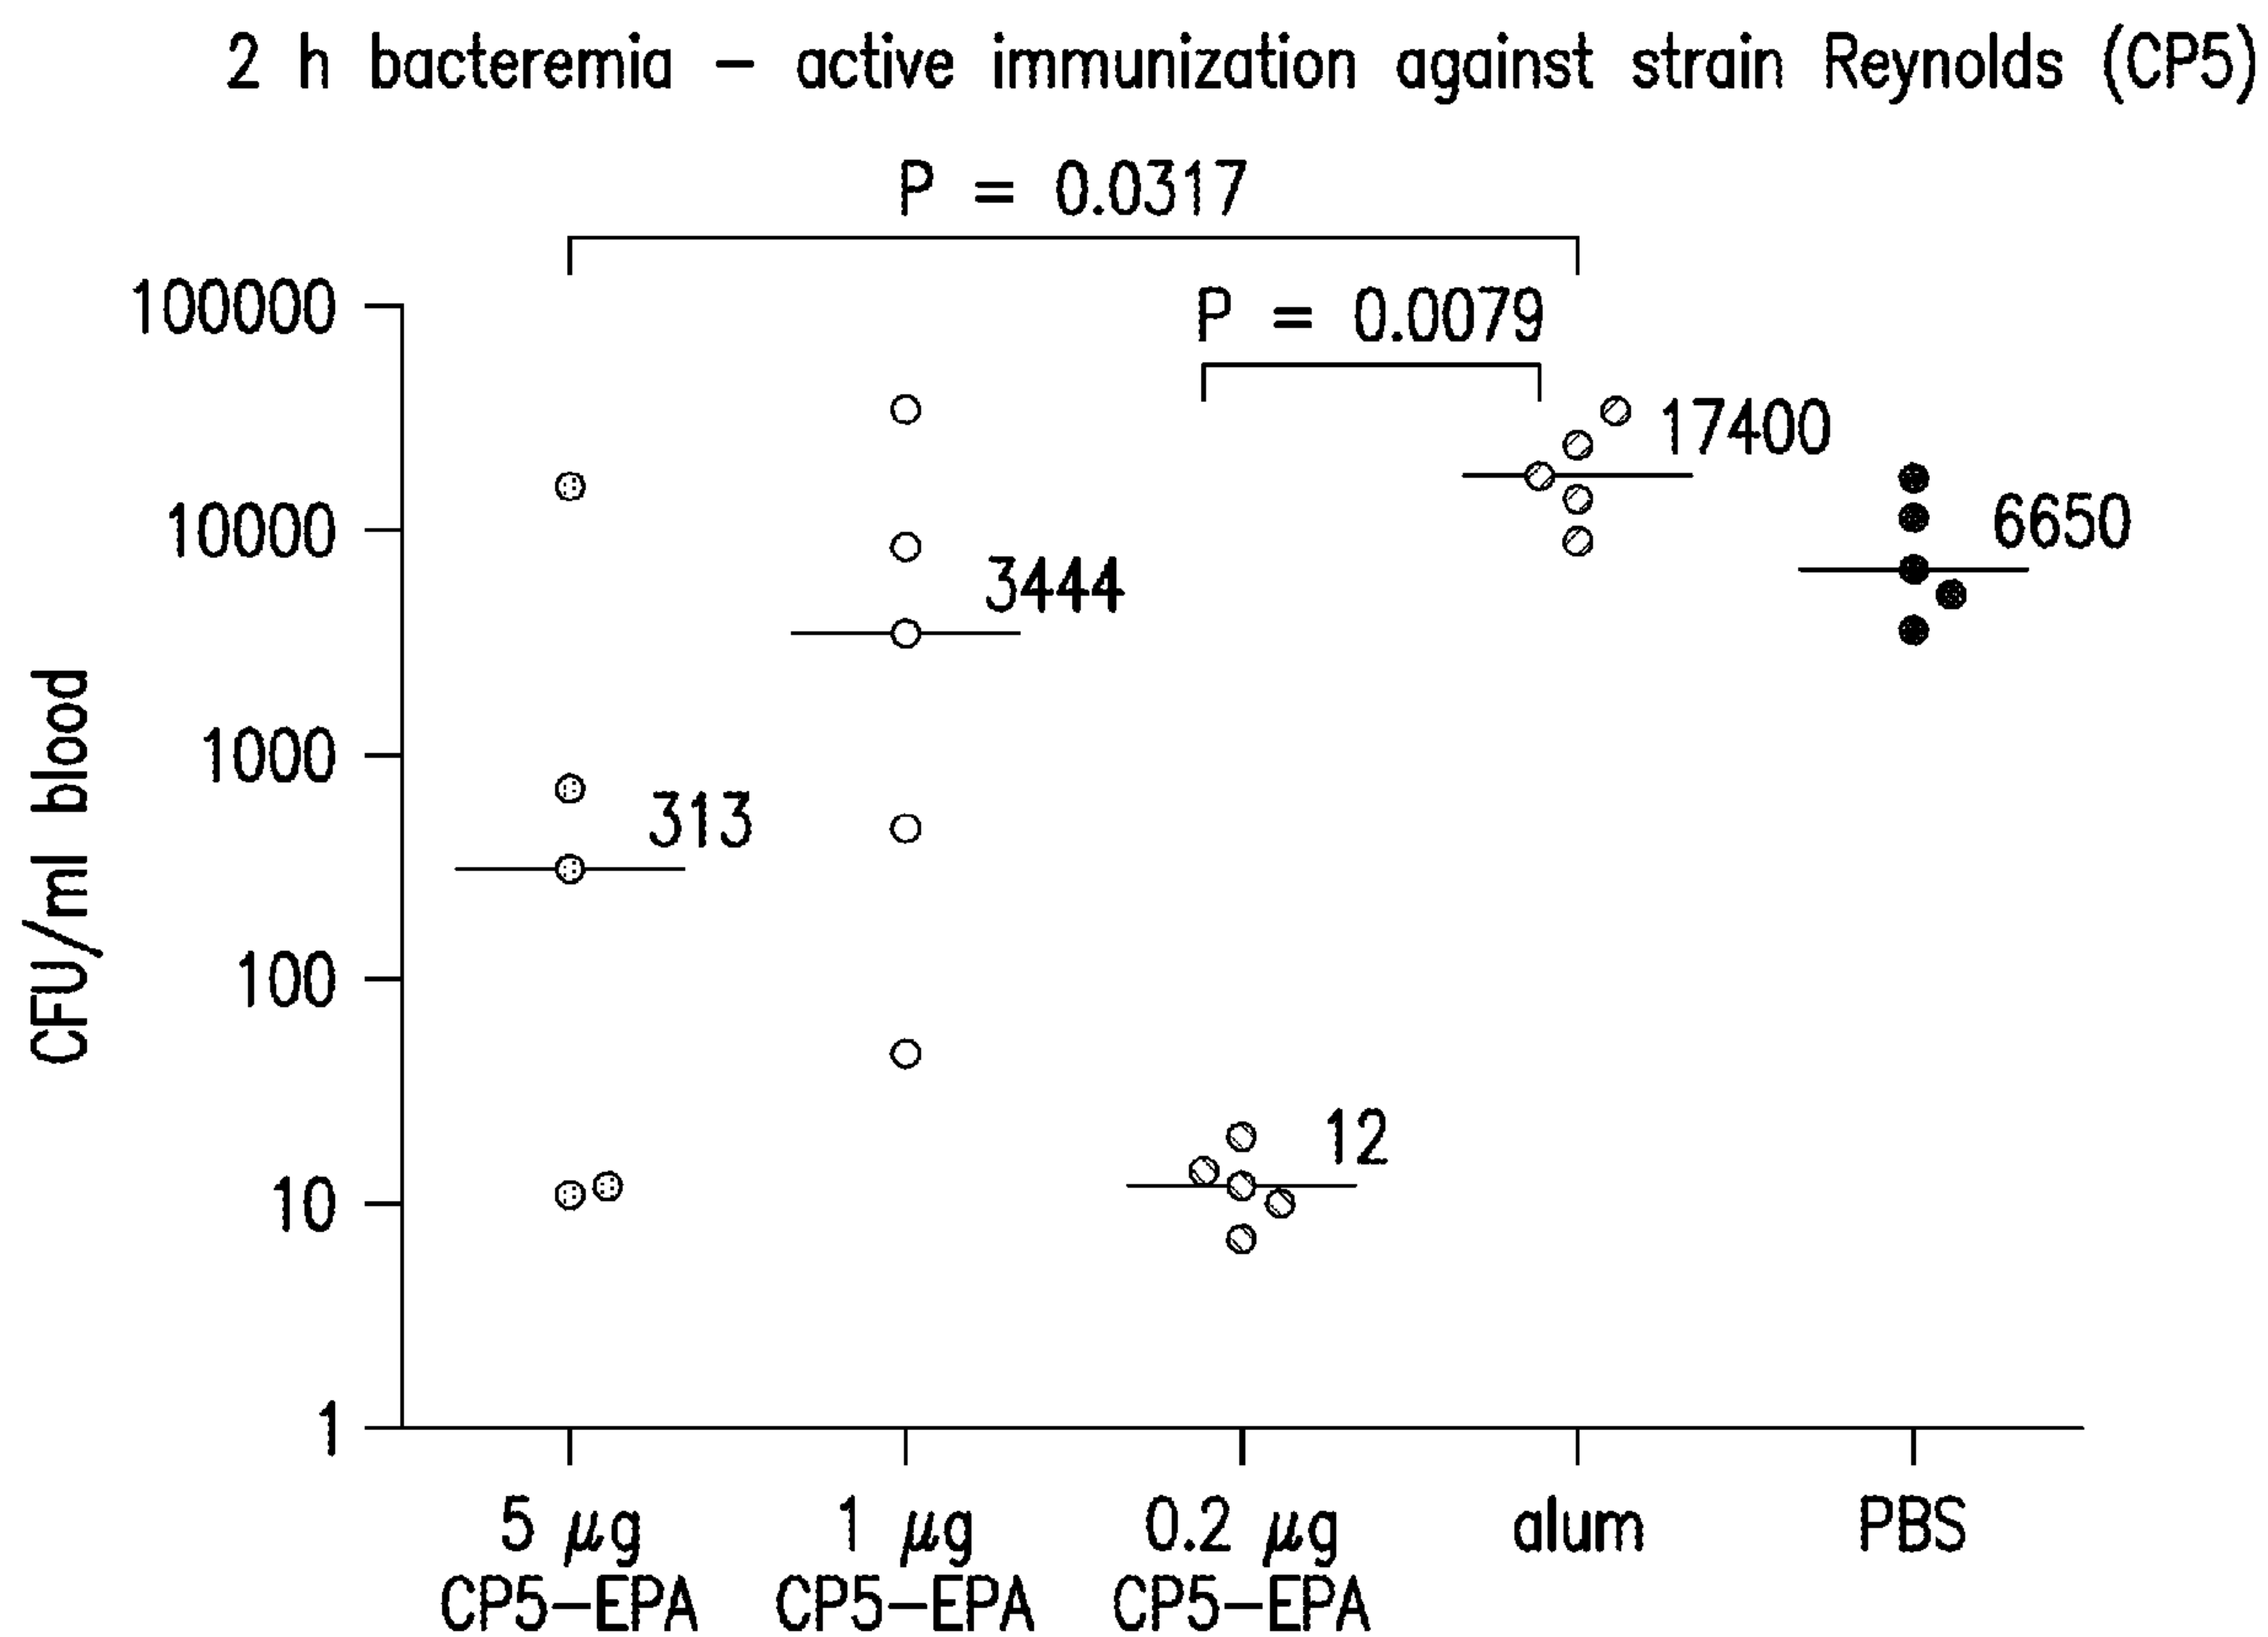 2 h bacteremia – active immunization against strain Reynolds (CP5)
P = 0.0317
P = 0.0079
CFU/ml blood
100000
10000
1000
100
10
1
313
3444
12
17400
6650
5 μg
CP5–EPA
1 μg
CP5–EPA
0.2 μg
CP5–EPA
alum
PBS